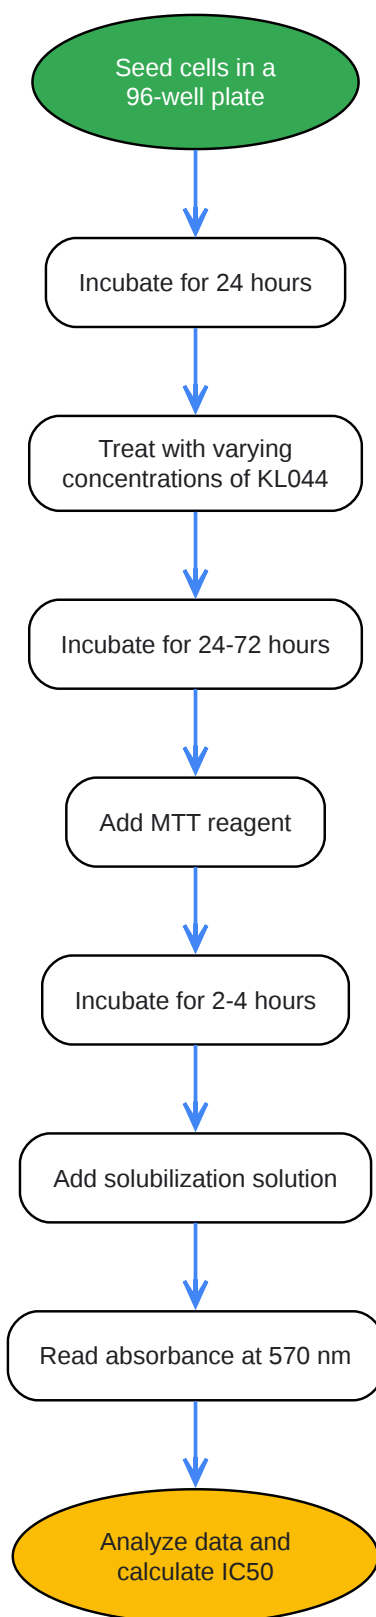 Seed cells in a
96-well plate
Incubate for 24 hours
Treat with varying
concentrations of KL044
Incubate for 24-72 hours
Add MTT reagent
Incubate for 2-4 hours
Add solubilization solution
Read absorbance at 570 nm
Analyze data and
calculate IC50